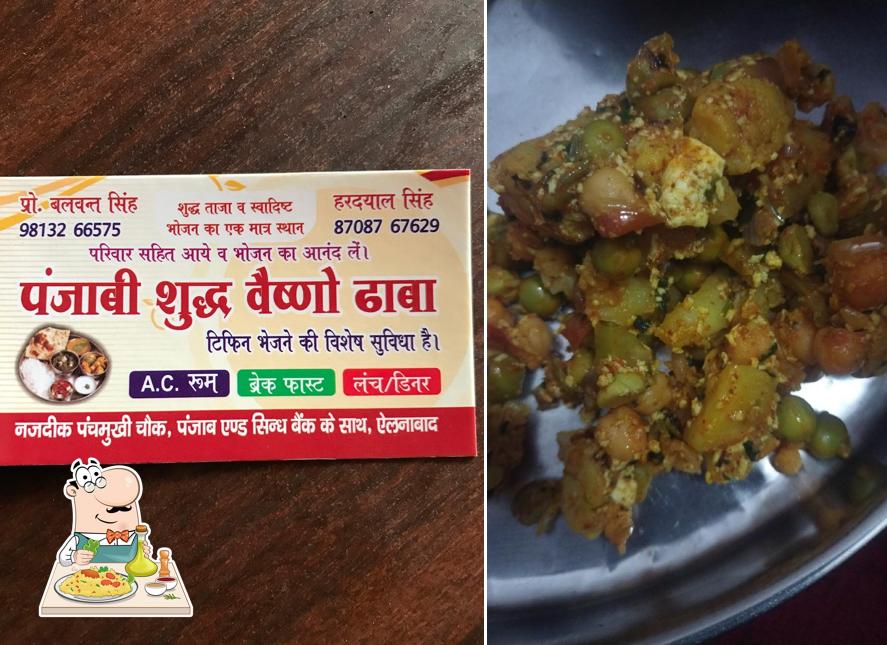 प्रो. बलवन्त सिंह
98132 66575
शुद्ध ताजा व स्वादिष्ट
भोजन का एक मात्र स्थान
हरदयाल सिंह
87087 67629
परिवार सहित आये व भोजन का आनंद लें।
पंजाबी शुद्ध वैष्णो ढाबा
टिफिन भेजने की विशेष सुविधा है।
A.C. रूम
ब्रेक फास्ट
लंच/डिनर
नजदीक पंचमुखी चौक, पंजाब एण्ड सिन्ध बैंक के साथ, ऐलनाबाद